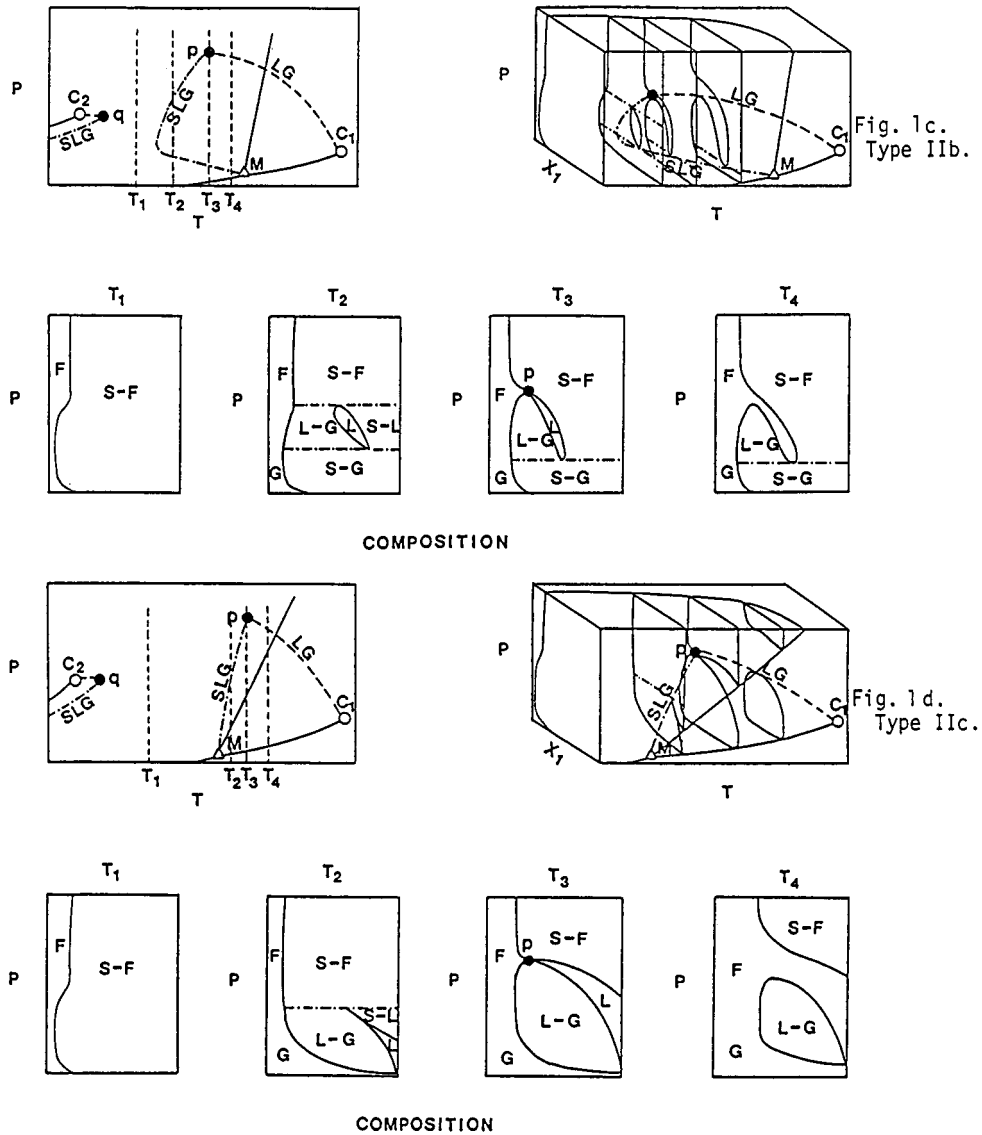 P
C₂
q
SLG
SLG
p
LG
C₁
M
T₁ T₂ T₃ T₄
T
P
LG
SLG
C₁
M
X₁
T
Fig. 1c.
Type IIb.
T₁
T₂
T₃
T₄
P
F
S-F
P
F
S-F
L-G
L
S-L
G
S-G
P
p
F
S-F
L
L-G
G
S-G
P
F
S-F
L-G
G
S-G
COMPOSITION
P
C₂
q
SLG
p
SLG
LG
C₁
M
T₁ T₂ T₃ T₄
T
P
p
LG
SLG
C₁
M
X₁
T
Fig. 1d.
Type IIc.
T₁
T₂
T₃
T₄
P
F
S-F
P
F
S-F
S-L
L-G
L
G
P
p
F
S-F
L
L-G
G
P
S-F
F
L-G
G
COMPOSITION